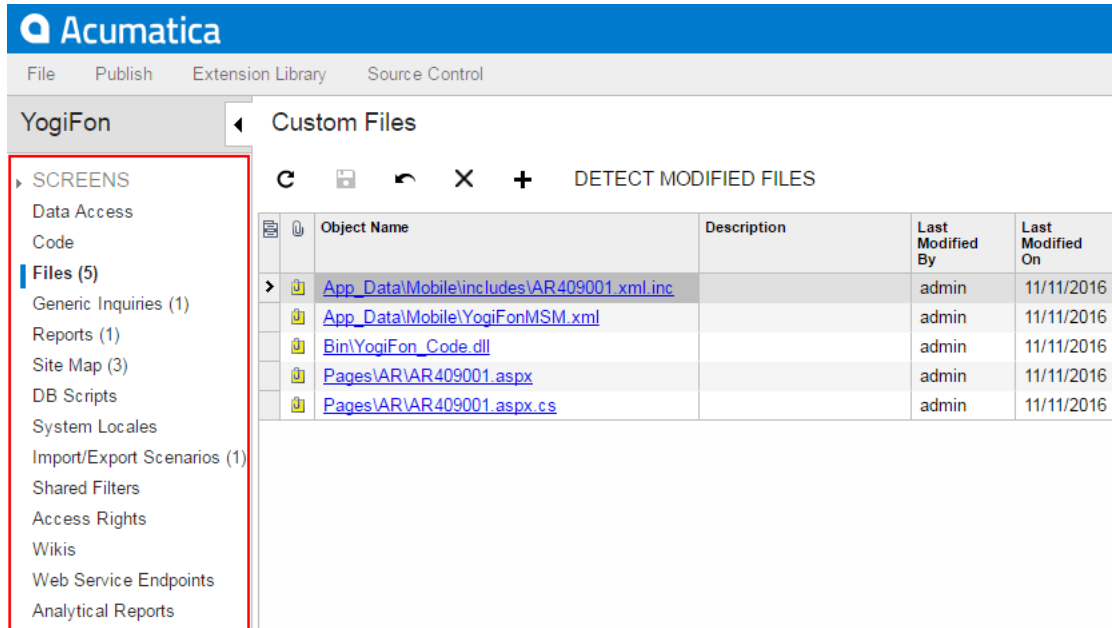 Acumatica
File Publish Extension Library Source Control
YogiFon
Custom Files
SCREENS
Data Access
Code
Files (5)
Generic Inquiries (1)
Reports (1)
Site Map (3)
DB Scripts
System Locales
Import/Export Scenarios (1)
Shared Filters
Access Rights
Wikis
Web Service Endpoints
Analytical Reports
DETECT MODIFIED FILES
Object Name Description Last Modified By Last Modified On
App_Data\Mobile\includes\AR409001.xml.inc admin 11/11/2016
App_Data\Mobile\YogiFonMSM.xml admin 11/11/2016
Bin\YogiFon_Code.dll admin 11/11/2016
Pages\AR\AR409001.aspx admin 11/11/2016
Pages\AR\AR409001.aspx.cs admin 11/11/2016